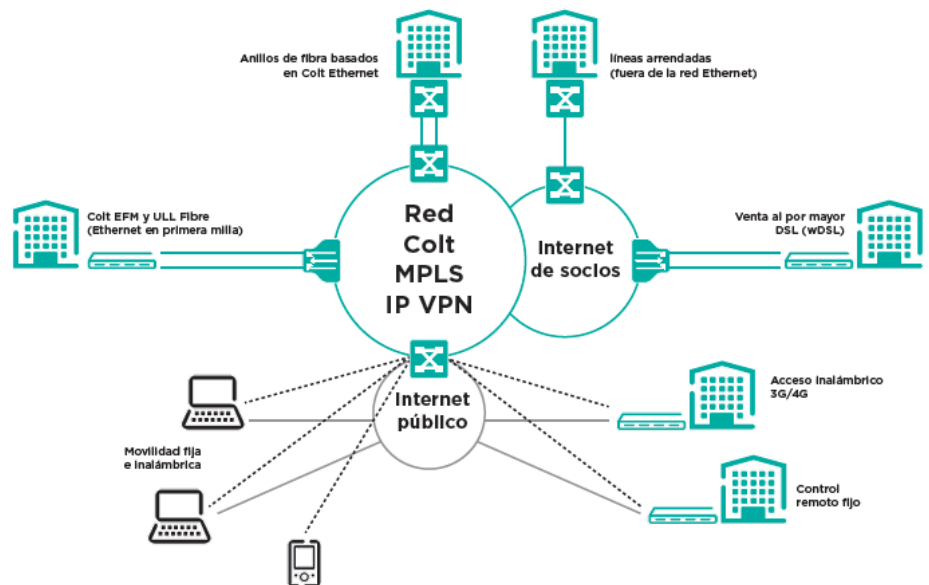 Anillos de fibra basados
en Colt Ethernet
líneas arrendadas
(fuera de la red Ethernet)
Colt EFM y ULL Fibre
(Ethernet en primera milla)
Red
Colt
MPLS
IP VPN
Internet
de socios
Venta al por mayor
DSL (wDSL)
Internet
público
Acceso inalámbrico
3G/4G
Movilidad fija
e inalámbrica
Control
remoto fijo